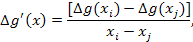 Δg′(x) = [Δg(xᵢ) − Δg(xⱼ)] / (xᵢ − xⱼ),